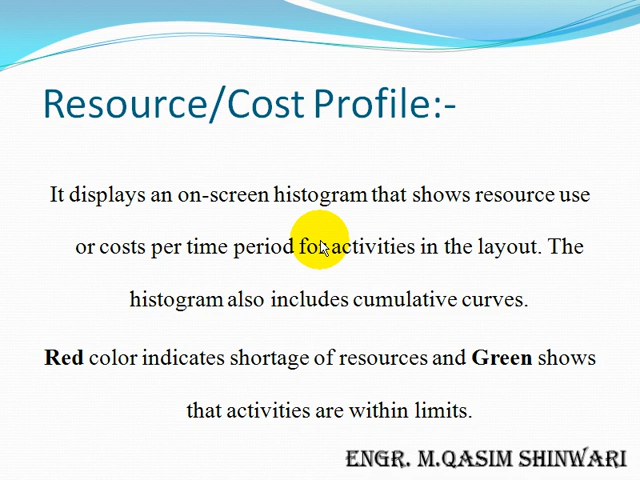 Resource/Cost Profile:-
It displays an on-screen histogram that shows resource use
or costs per time period for activities in the layout. The
histogram also includes cumulative curves.
Red color indicates shortage of resources and Green shows
that activities are within limits.
ENGR. M.QASIM SHINWARI